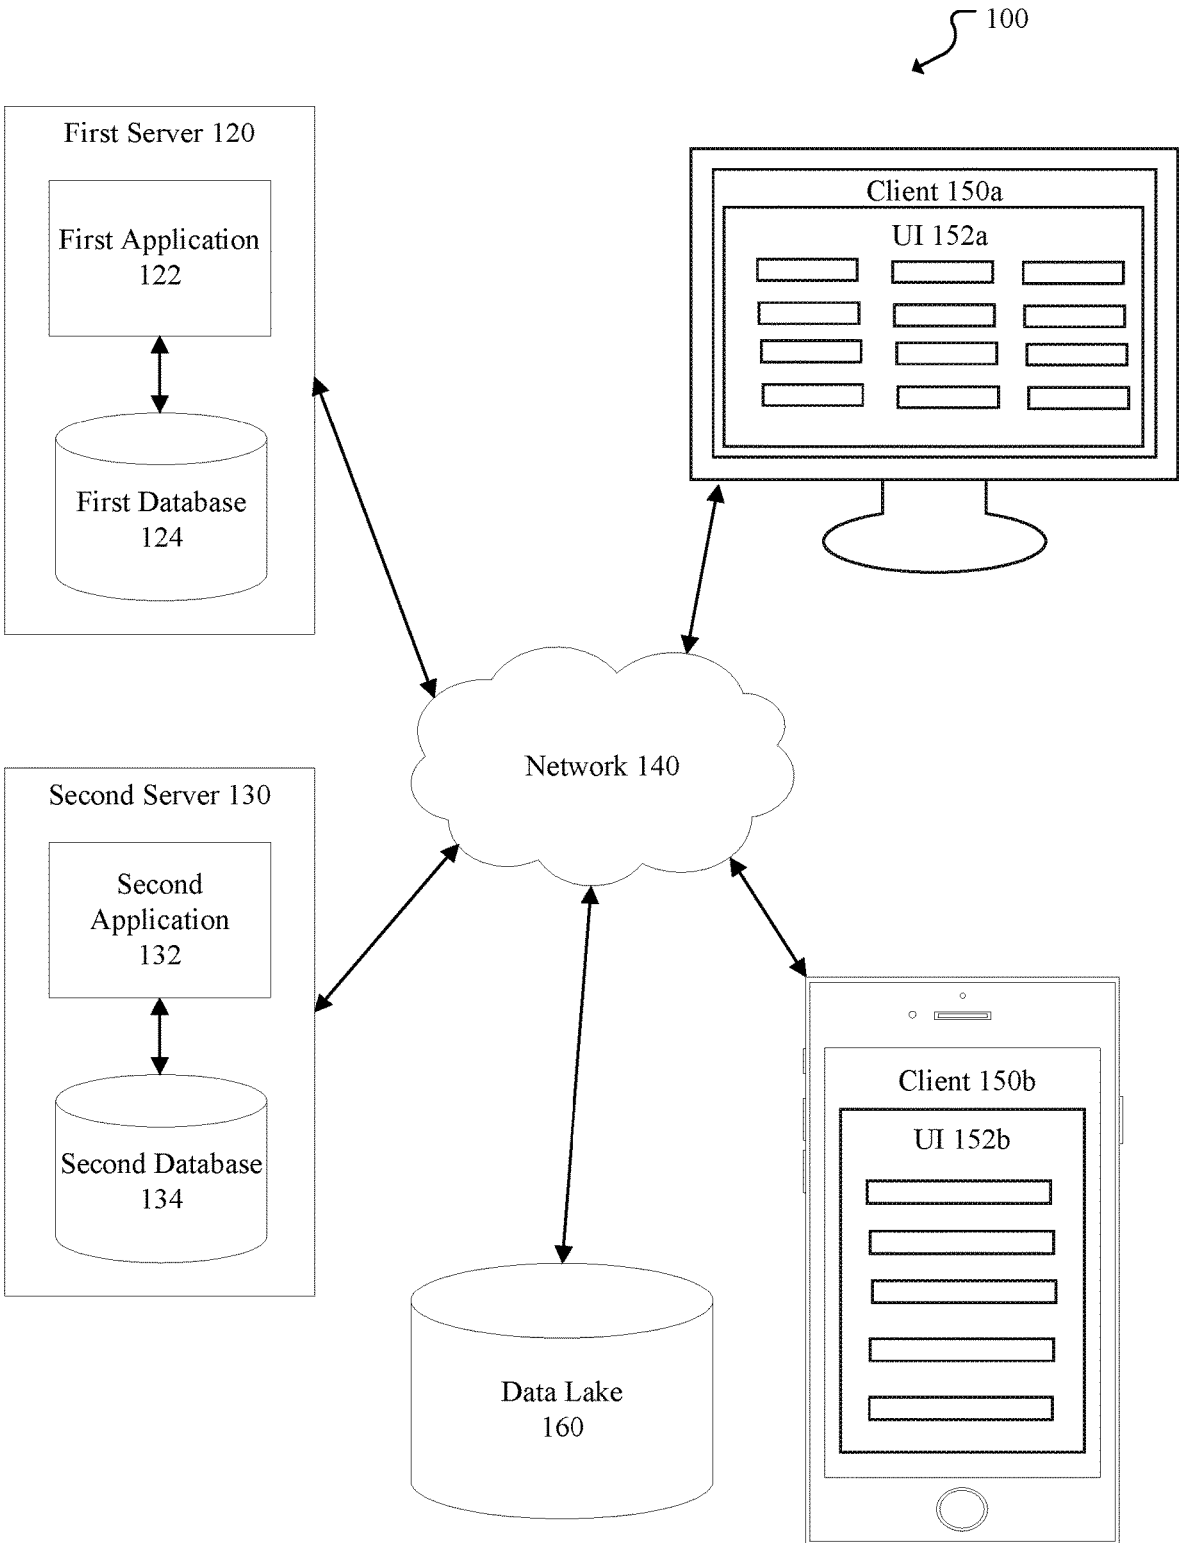 100
First Server 120
First Application
122
First Database
124
Client 150a
UI 152a
Network 140
Second Server 130
Second
Application
132
Second Database
134
Data Lake
160
Client 150b
UI 152b